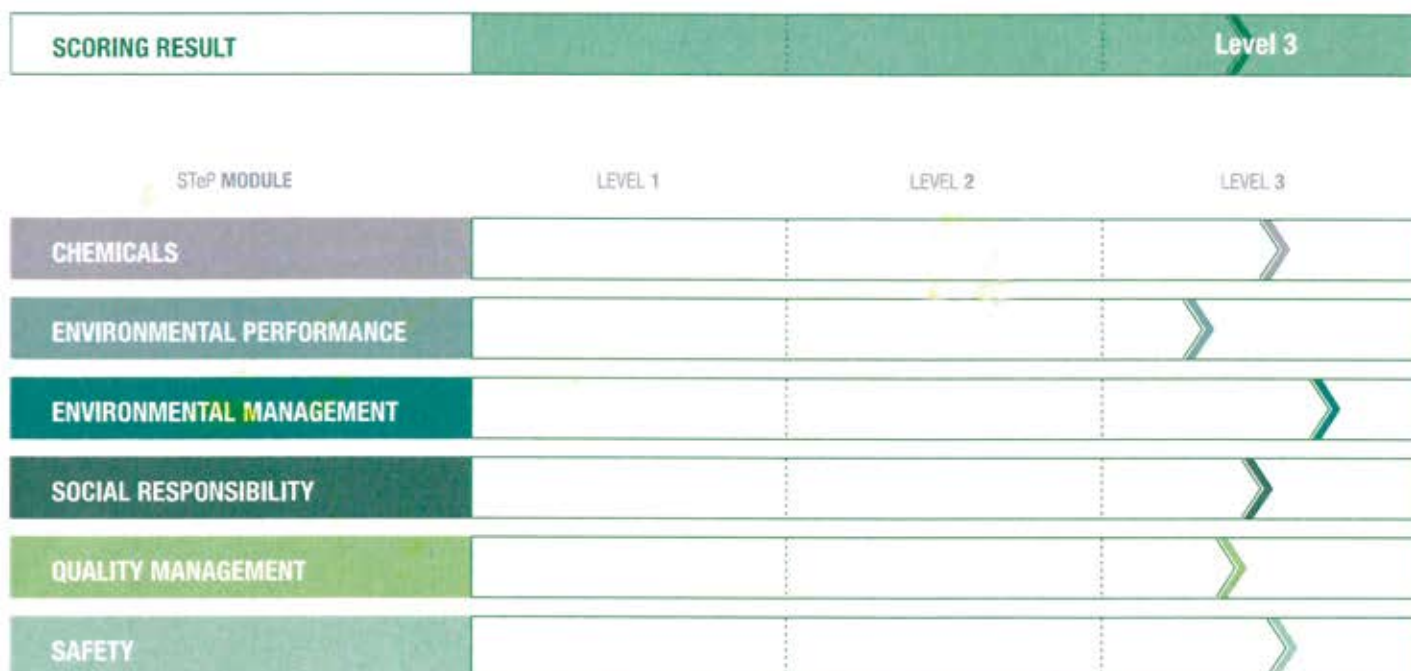 SCORING RESULT Level 3
STeP MODULE LEVEL 1 LEVEL 2 LEVEL 3
CHEMICALS
ENVIRONMENTAL PERFORMANCE
ENVIRONMENTAL MANAGEMENT
SOCIAL RESPONSIBILITY
QUALITY MANAGEMENT
SAFETY